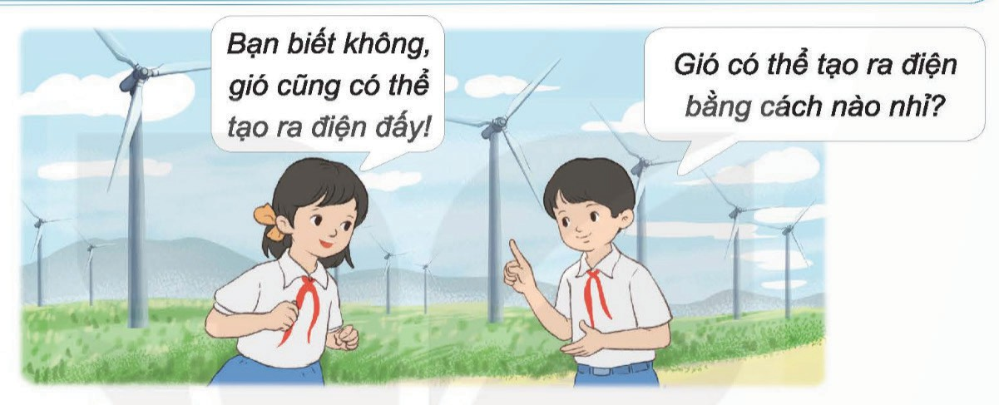 Bạn biết không,
gió cũng có thể
tạo ra điện đấy!
Gió có thể tạo ra điện
bằng cách nào nhỉ?